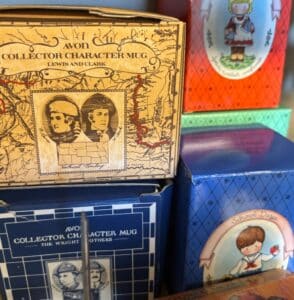 AVON
COLLECTOR CHARACTER MUG
LEWIS AND CLARK
AVON
COLLECTOR CHARACTER MUG
THE WRIGHT BROTHERS